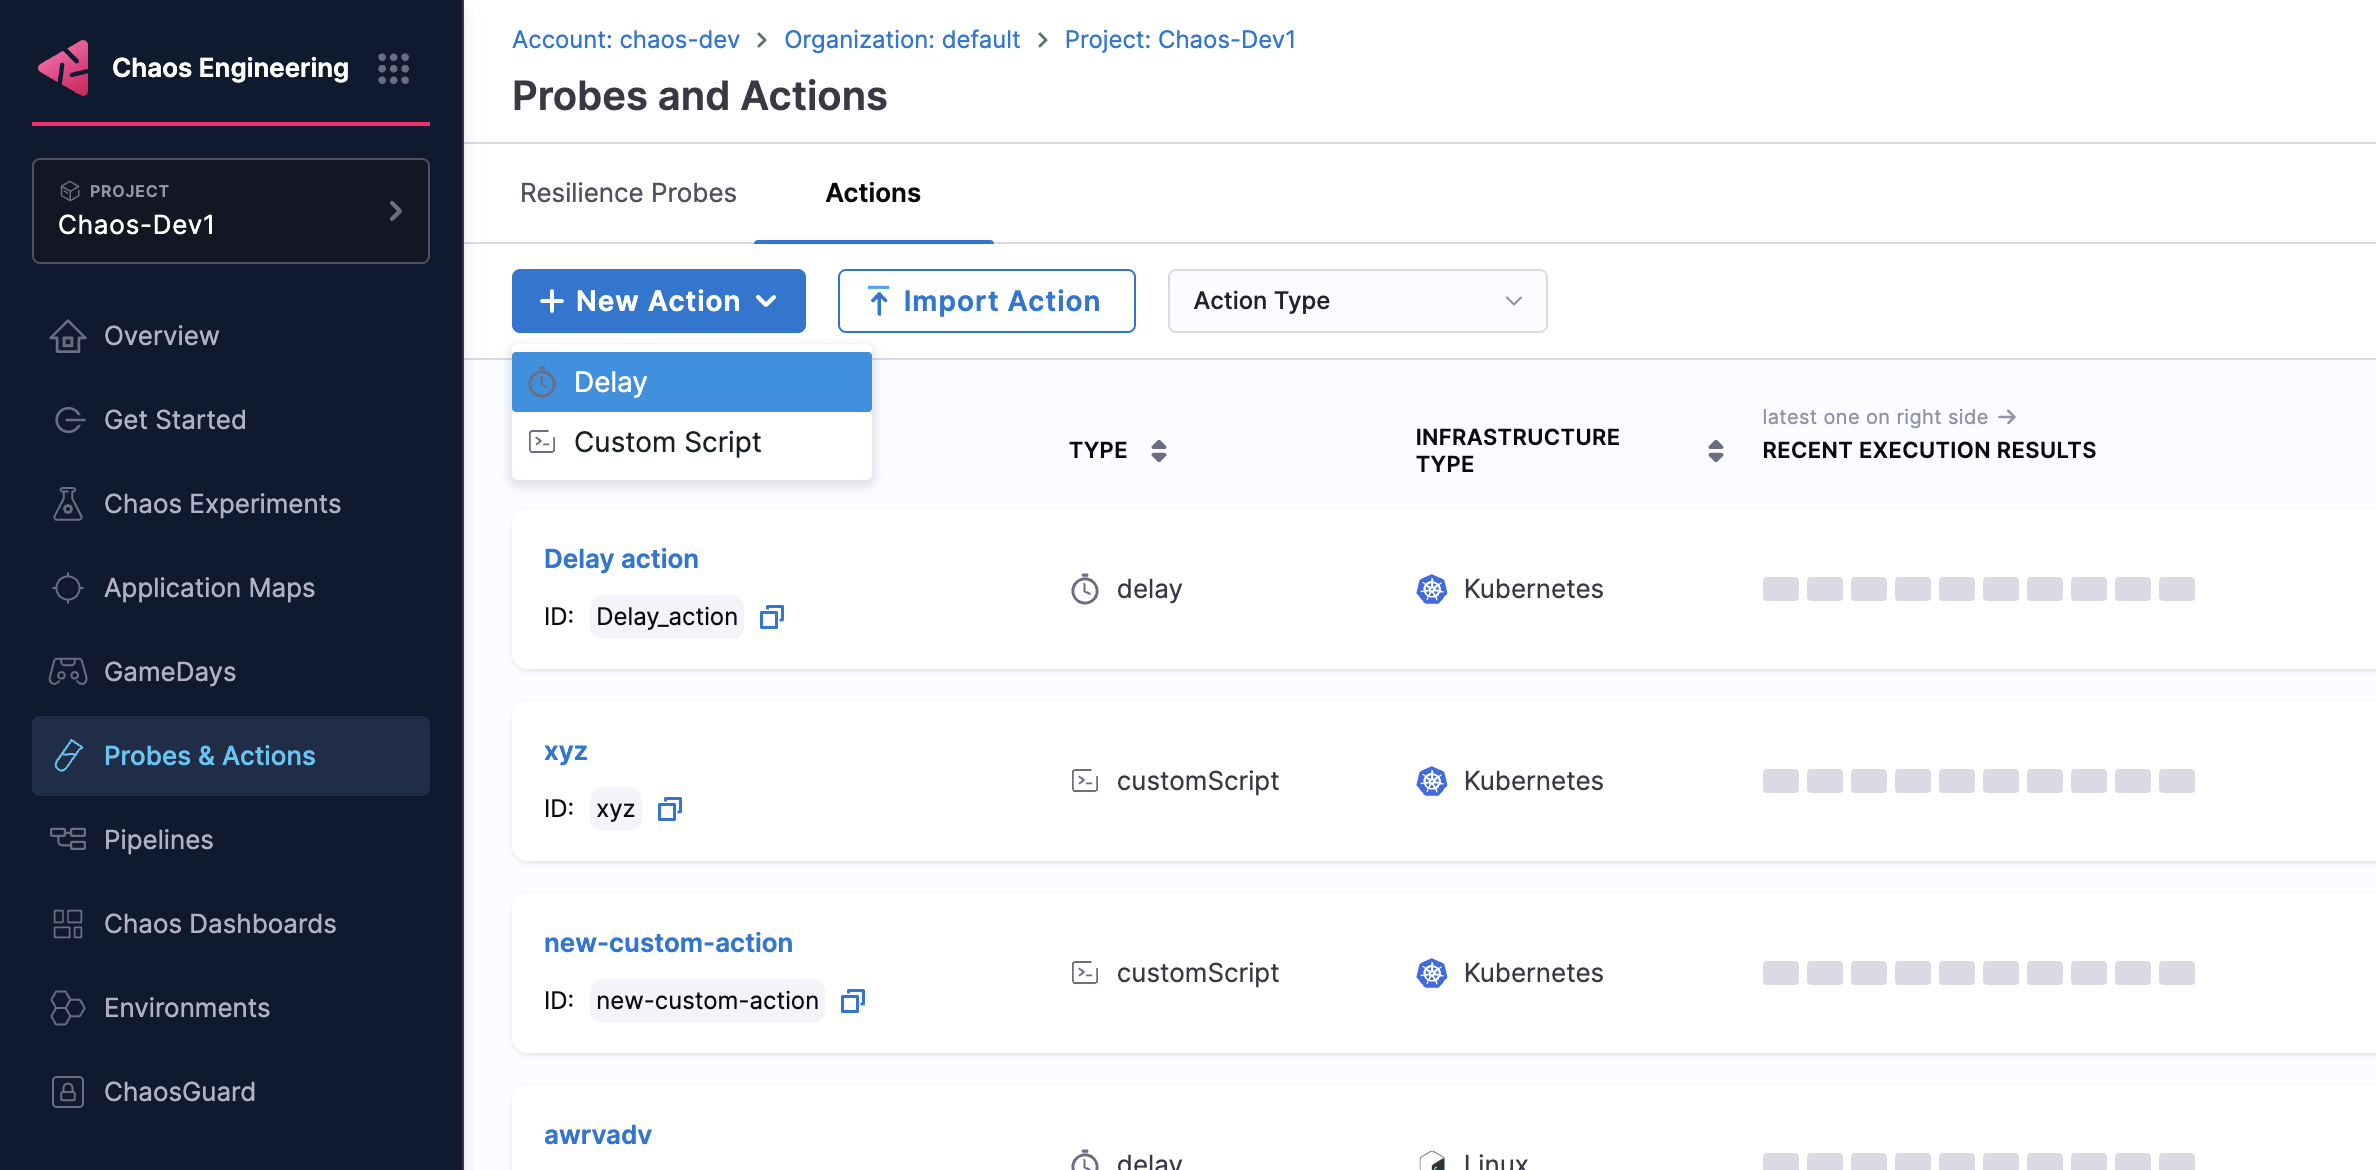 Chaos Engineering
PROJECT
Chaos-Dev1
Overview
Get Started
Chaos Experiments
Application Maps
GameDays
Probes & Actions
Pipelines
Chaos Dashboards
Environments
ChaosGuard
Account: chaos-dev > Organization: default > Project: Chaos-Dev1
Probes and Actions
Resilience Probes Actions
+ New Action Import Action Action Type
Delay
Custom Script
TYPE INFRASTRUCTURE TYPE latest one on right side →
RECENT EXECUTION RESULTS
Delay action
ID: Delay_action
delay Kubernetes
xyz
ID: xyz
customScript Kubernetes
new-custom-action
ID: new-custom-action
customScript Kubernetes
awrvadv
delay Linux